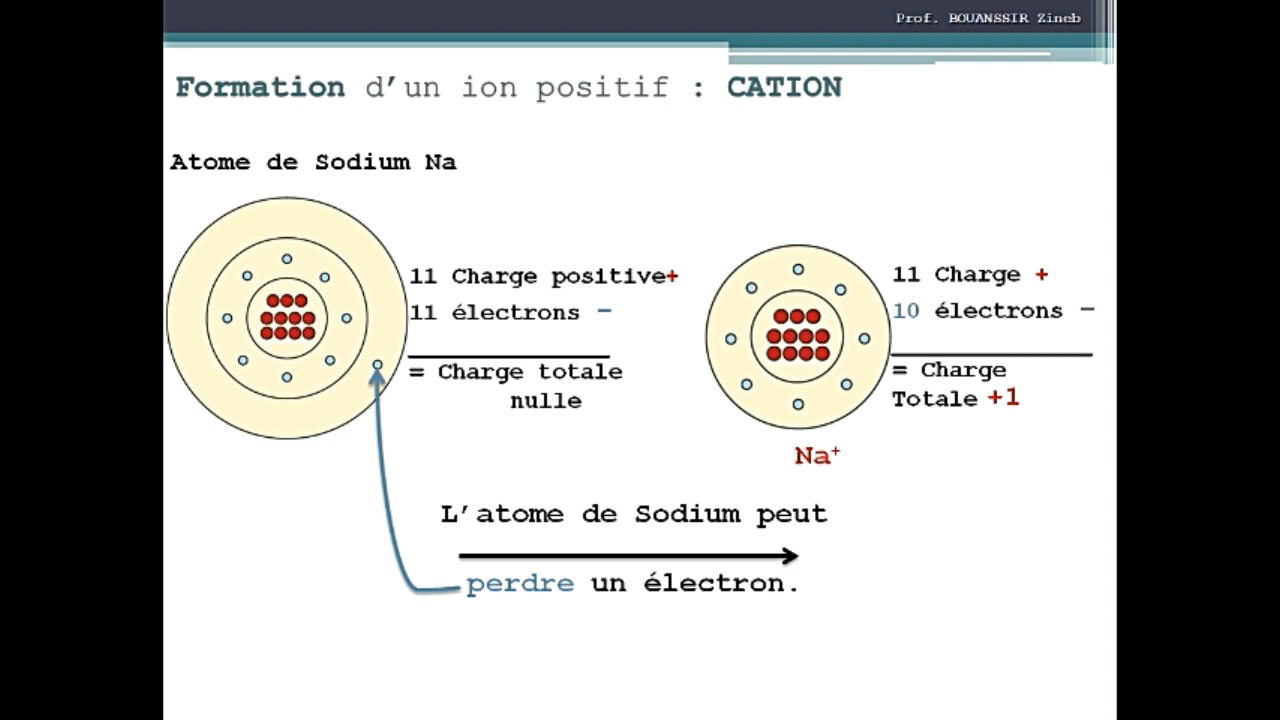 Prof. BOUANSSIR Zineb
Formation d’un ion positif : CATION
Atome de Sodium Na
11 Charge positive+
11 électrons −
= Charge totale
nulle
11 Charge +
10 électrons −
= Charge
Totale +1
Na⁺
L’atome de Sodium peut
perdre un électron.